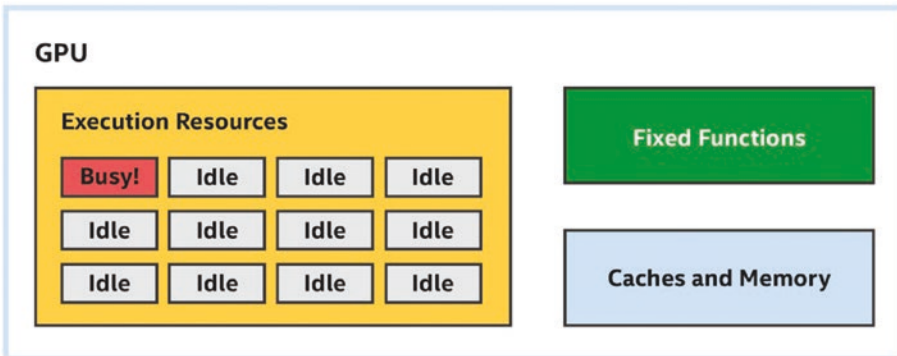 GPU
Execution Resources
Busy! Idle Idle Idle
Idle Idle Idle Idle
Idle Idle Idle Idle
Fixed Functions
Caches and Memory